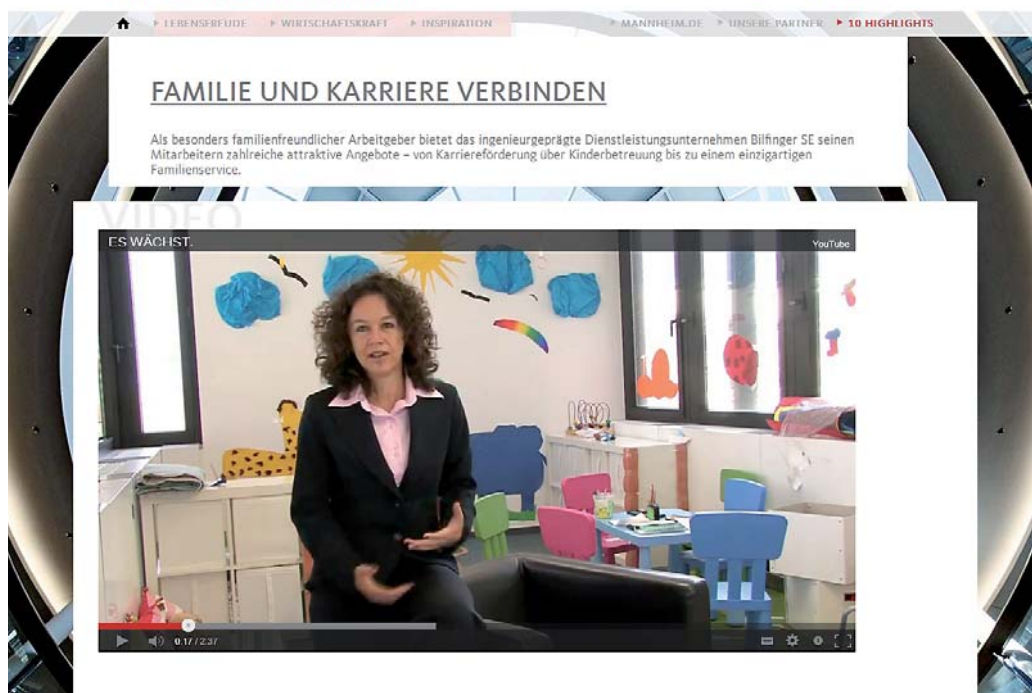 LEBENSFREUDE WIRTSCHAFTSKRAFT INSPIRATION MANNHEIM.DE UNSERE PARTNER 10 HIGHLIGHTS
FAMILIE UND KARRIERE VERBINDEN
Als besonders familienfreundlicher Arbeitgeber bietet das ingenieurgeprägte Dienstleistungsunternehmen Bilfinger SE seinen
Mitarbeitern zahlreiche attraktive Angebote – von Karriereförderung über Kinderbetreuung bis zu einem einzigartigen
Familienservice.
VIDEO
ES WÄCHST. YouTube
0:17 / 2:37